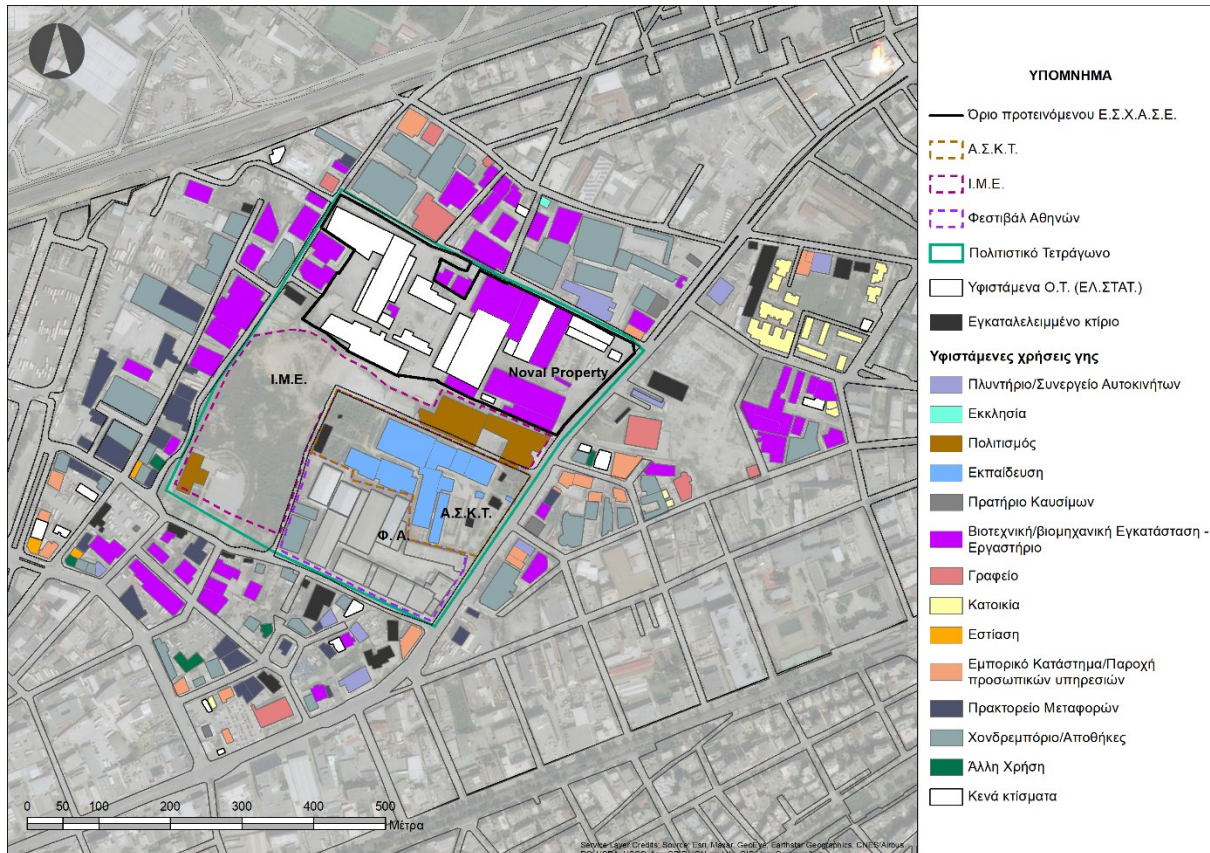 ΥΠΟΜΝΗΜΑ
Όριο προτεινόμενου Ε.Σ.Χ.Α.Σ.Ε.
Α.Σ.Κ.Τ.
Ι.Μ.Ε.
Φεστιβάλ Αθηνών
Πολιτιστικό Τετράγωνο
Υφιστάμενα Ο.Τ. (ΕΛ.ΣΤΑΤ.)
Εγκαταλελειμμένο κτίριο
Υφιστάμενες χρήσεις γης
Πλυντήριο/Συνεργείο Αυτοκινήτων
Εκκλησία
Πολιτισμός
Εκπαίδευση
Πρατήριο Καυσίμων
Βιοτεχνική/βιομηχανική Εγκατάσταση -
Εργαστήριο
Γραφείο
Κατοικία
Εστίαση
Εμπορικό Κατάστημα/Παροχή
προσωπικών υπηρεσιών
Πρακτορείο Μεταφορών
Χονδρεμπόριο/Αποθήκες
Άλλη Χρήση
Κενά κτίσματα
Noval Property
Ι.Μ.Ε.
Α.Σ.Κ.Τ.
Φ. Α.
0 50 100 200 300 400 500
Μέτρα
Service Layer Credits: Source: Esri, Maxar, GeoEye, Earthstar Geographics, CNES/Airbus